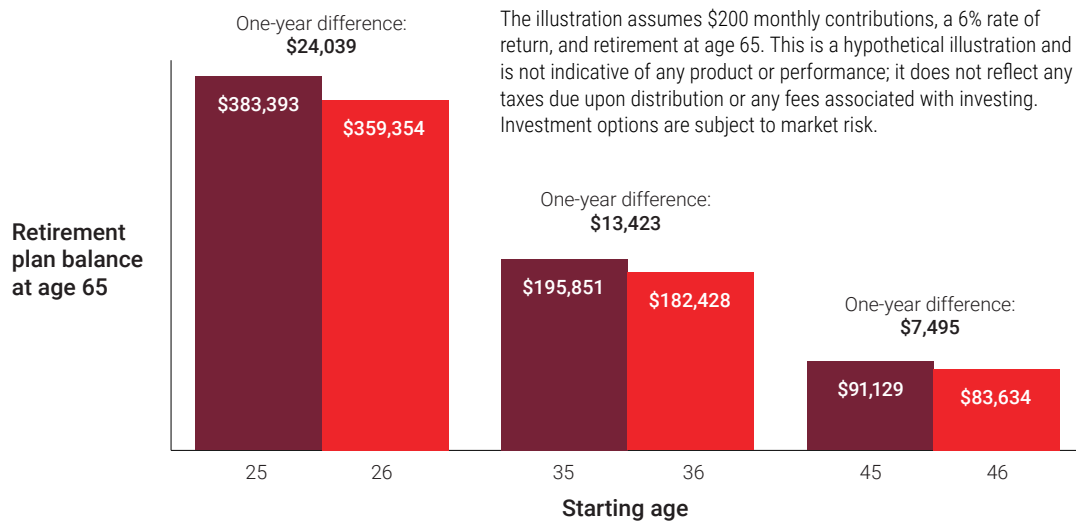 One-year difference:
$24,039
The illustration assumes $200 monthly contributions, a 6% rate of
return, and retirement at age 65. This is a hypothetical illustration and
is not indicative of any product or performance; it does not reflect any
taxes due upon distribution or any fees associated with investing.
Investment options are subject to market risk.
$383,393
$359,354
One-year difference:
$13,423
Retirement
plan balance
at age 65
$195,851
$182,428
One-year difference:
$7,495
$91,129
$83,634
25
26
35
36
45
46
Starting age